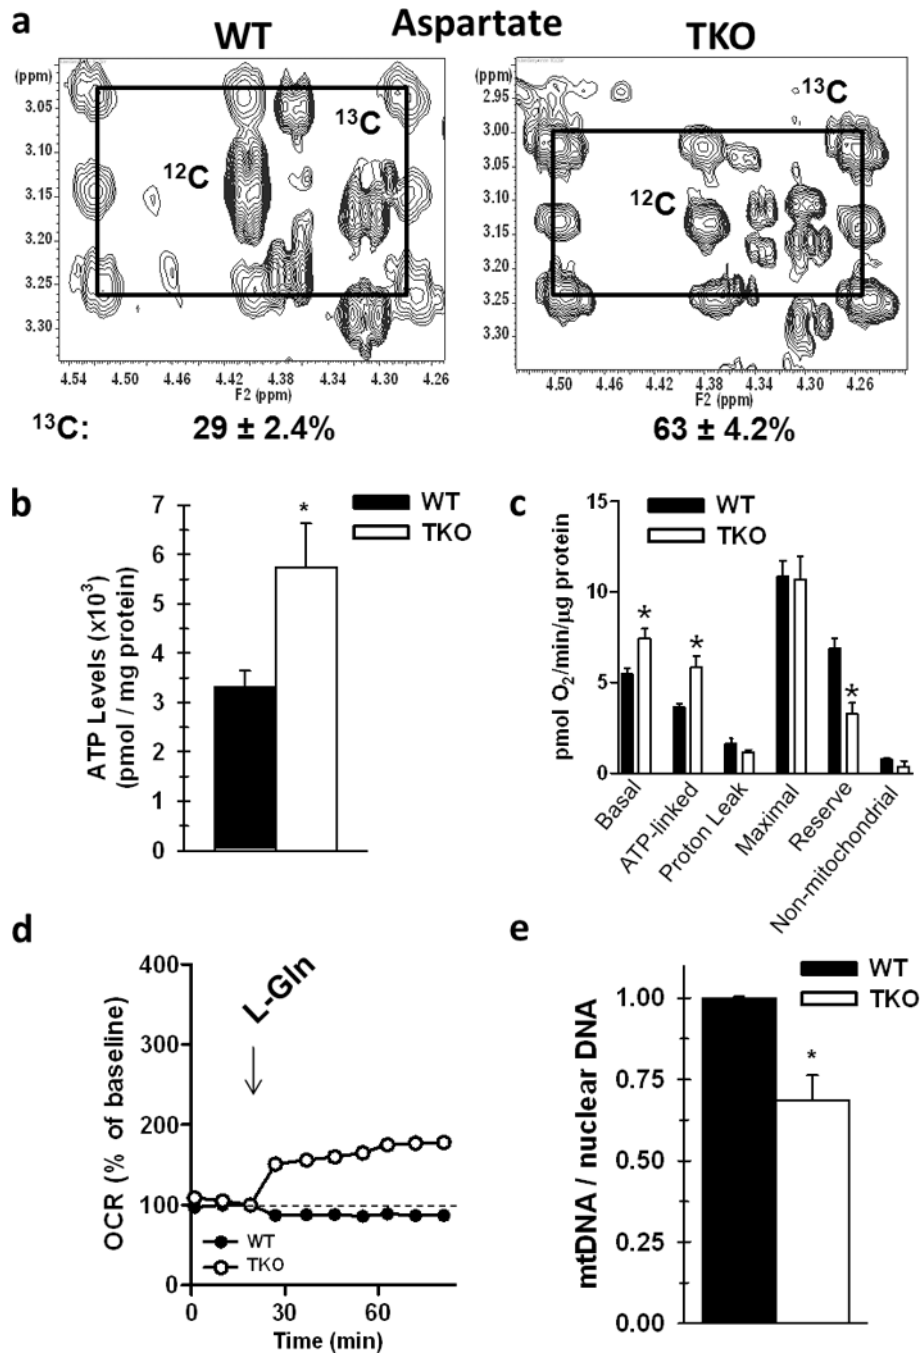 a
Aspartate
WT
TKO
(ppm)
3.05
3.10
3.15
3.20
3.25
3.30
¹³C
¹²C
4.54
4.50
4.46
4.42
4.38
4.34
4.30
4.26
F2 (ppm)
(ppm)
2.95
3.00
3.05
3.10
3.15
3.20
3.25
3.30
¹³C
¹²C
4.50
4.46
4.42
4.38
4.34
4.30
4.26
F2 (ppm)
¹³C:
29 ± 2.4%
63 ± 4.2%
b
ATP Levels (x10³)
(pmol / mg protein)
7
6
5
4
3
2
1
0
*
WT
TKO
c
pmol O₂/min/µg protein
15
10
5
0
WT
TKO
*
*
*
Basal
ATP-linked
Proton Leak
Maximal
Reserve
Non-mitochondrial
d
OCR (% of baseline)
400
300
200
100
0
L-Gln
WT
TKO
0
30
60
Time (min)
e
mtDNA / nuclear DNA
1.00
0.75
0.50
0.25
0.00
*
WT
TKO